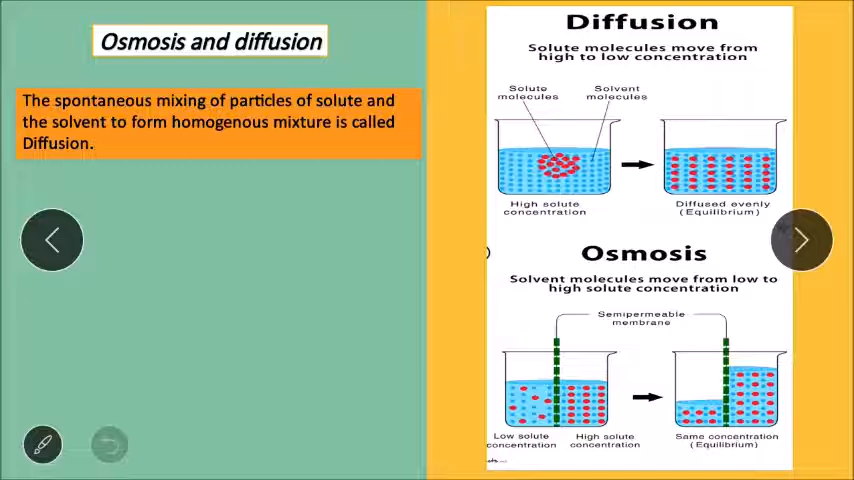 Osmosis and diffusion
The spontaneous mixing of particles of solute and
the solvent to form homogenous mixture is called
Diffusion.
Diffusion
Solute molecules move from
high to low concentration
Solute
molecules
Solvent
molecules
High solute
concentration
Diffused evenly
(Equilibrium)
Osmosis
Solvent molecules move from low to
high solute concentration
Semipermeable
membrane
Low solute
concentration
High solute
concentration
Same concentration
(Equilibrium)